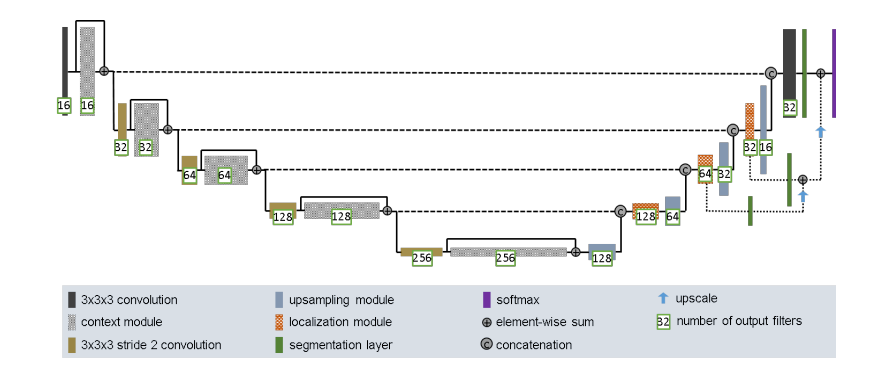 16 16 C 32
32 32 C 32 16
64 64 C 64 32
128 128 C 128 64
256 256 128
3x3x3 convolution upsampling module softmax upscale
context module localization module element-wise sum 32 number of output filters
3x3x3 stride 2 convolution segmentation layer C concatenation